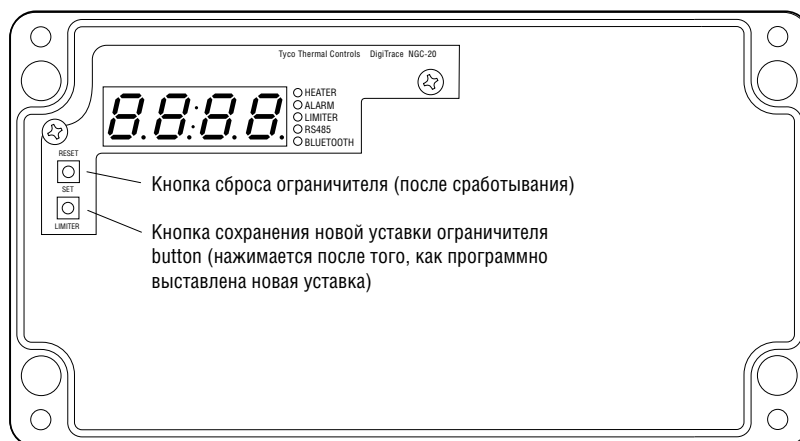 Tyco Thermal Controls DigiTrace NGC-20
8.8:8.8.
HEATER
ALARM
LIMITER
RS485
BLUETOOTH
RESET
SET
LIMITER
Кнопка сброса ограничителя (после сработывания)
Кнопка сохранения новой уставки ограничителя
button (нажимается после того, как программно
выставлена новая уставка)